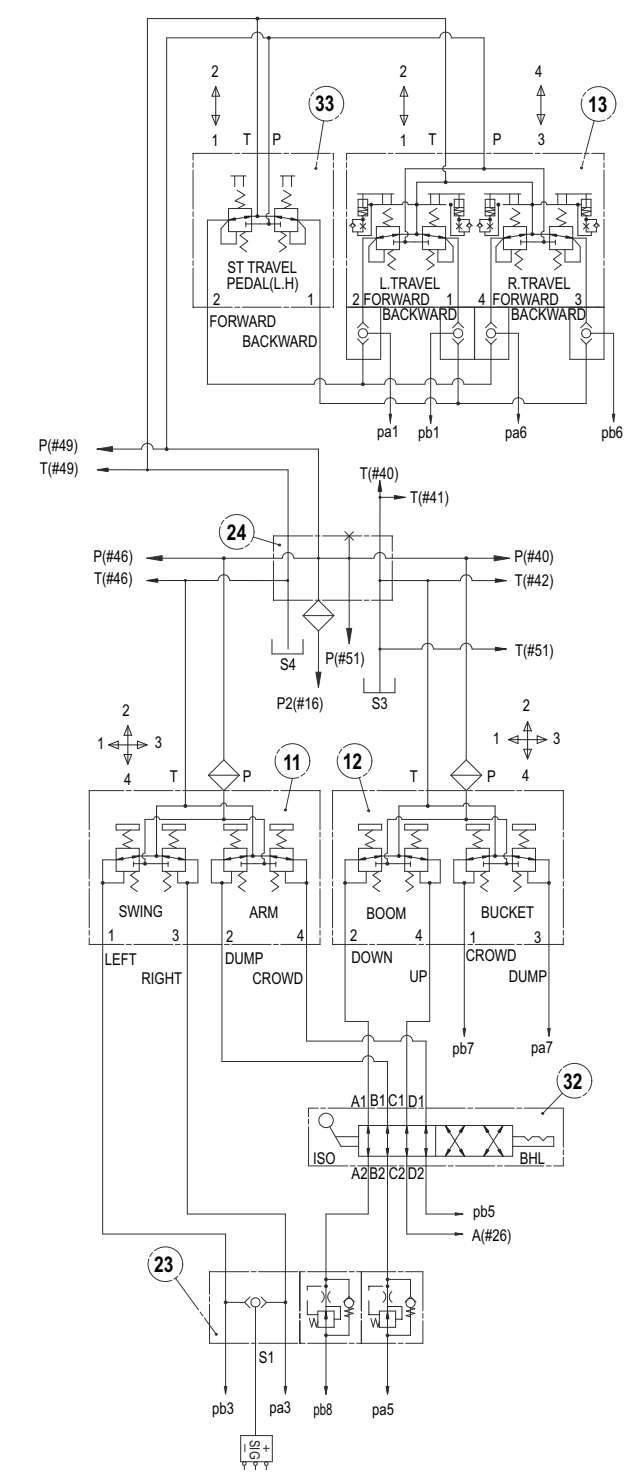 2 2 4
33 13
1 T P 1 T P 3
ST TRAVEL
PEDAL(L.H)
L.TRAVEL R.TRAVEL
2 1 2 FORWARD 1 4 FORWARD 3
FORWARD BACKWARD BACKWARD
BACKWARD
pa1 pb1 pa6 pb6
P(#49)
T(#49) T(#40)
T(#41)
24
P(#46) P(#40)
T(#46) T(#42)
S4 P(#51) T(#51)
P2(#16) S3
2 2
1 3 1 3
4 T P 11 12 T P 4
SWING ARM BOOM BUCKET
1 3 2 4 2 4 1 3
LEFT DUMP DOWN CROWD
RIGHT CROWD UP DUMP
pb7 pa7
32
A1 B1 C1 D1
ISO BHL
A2 B2 C2 D2
pb5
A(#26)
23
S1
pb3 pa3 pb8 pa5
− SIG +